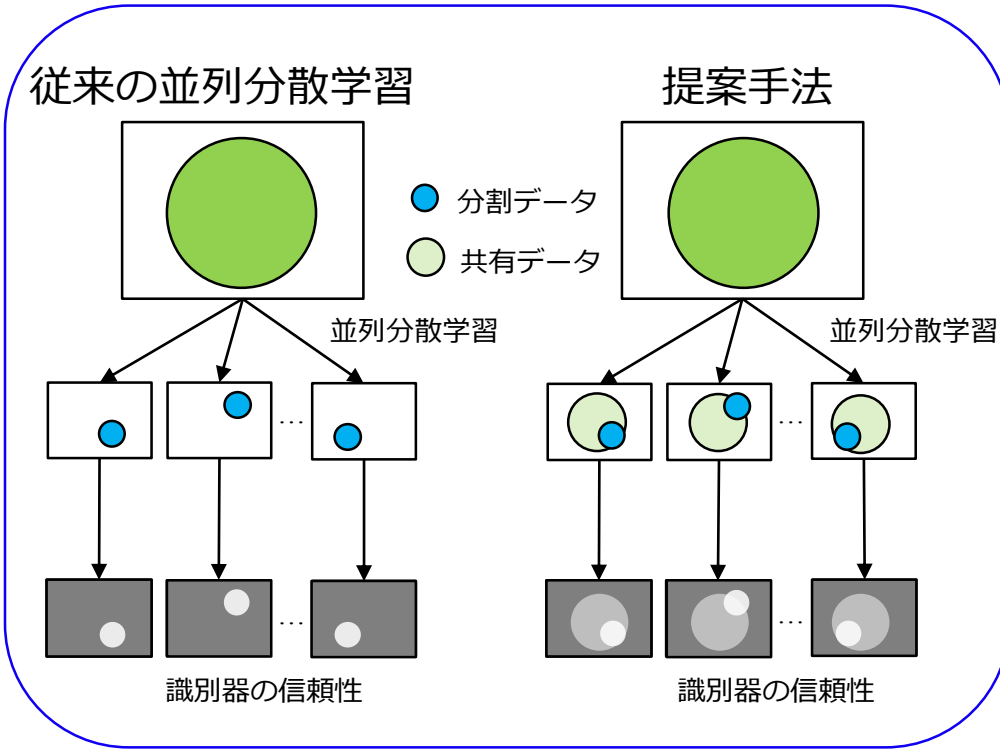 従来の並列分散学習
提案手法
分割データ
共有データ
並列分散学習
並列分散学習
…
…
…
…
識別器の信頼性
識別器の信頼性